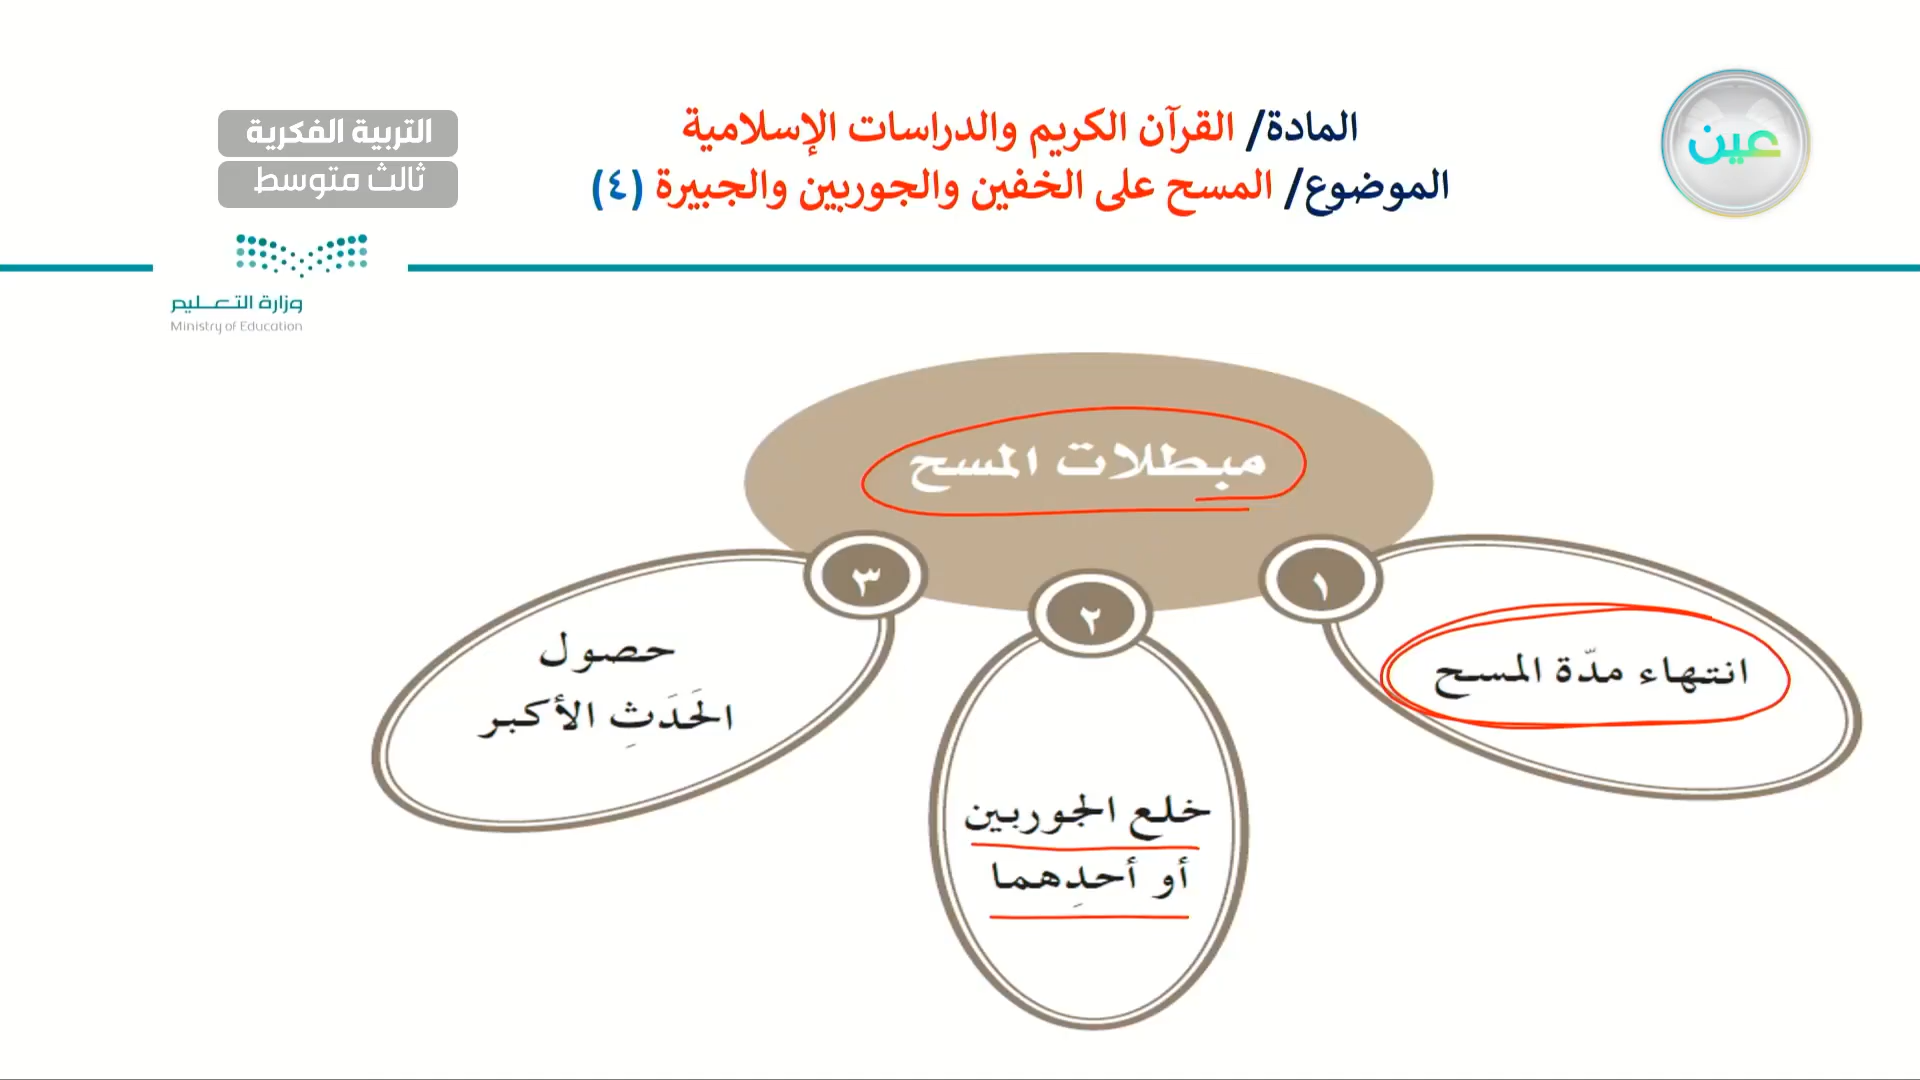 عين
المادة/ القرآن الكريم والدراسات الإسلامية
الموضوع/ المسح على الخفين والجوربين والجبيرة (٤)
التربية الفكرية
ثالث متوسط
وزارة التعـــليم
Ministry of Education
مبطلات المسح
١
انتهاء مدّة المسح
٢
خلع الجوربين
أو أحدِهما
٣
حصول
الحَدَثِ الأكبر